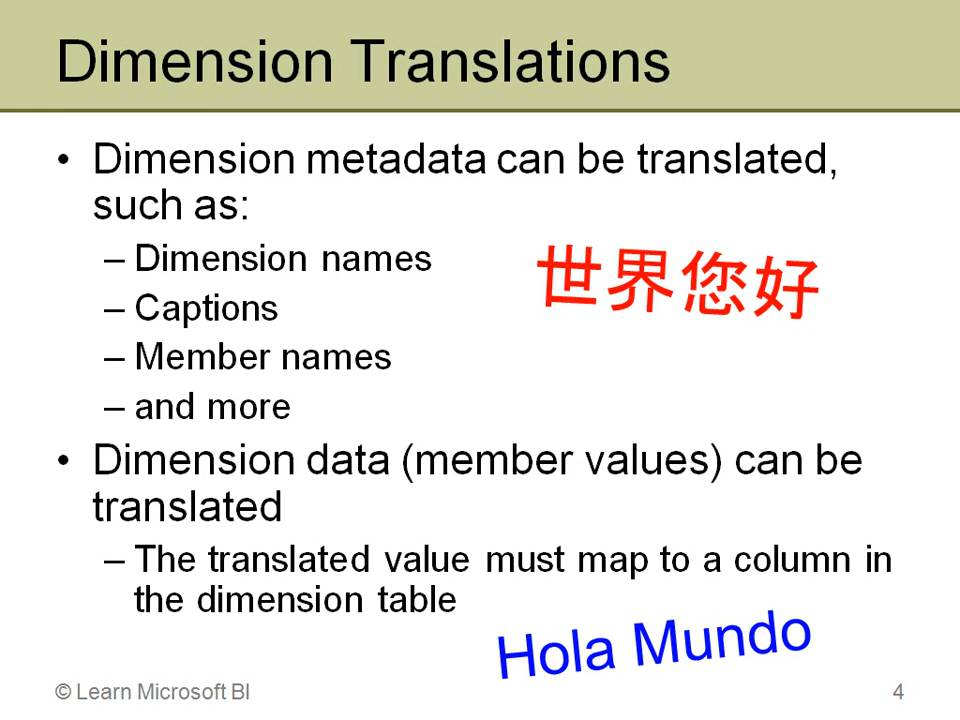 Dimension Translations
• Dimension metadata can be translated,
such as:
– Dimension names
世界您好
– Captions
– Member names
– and more
• Dimension data (member values) can be
translated
– The translated value must map to a column in
the dimension table
Hola Mundo
© Learn Microsoft BI
4